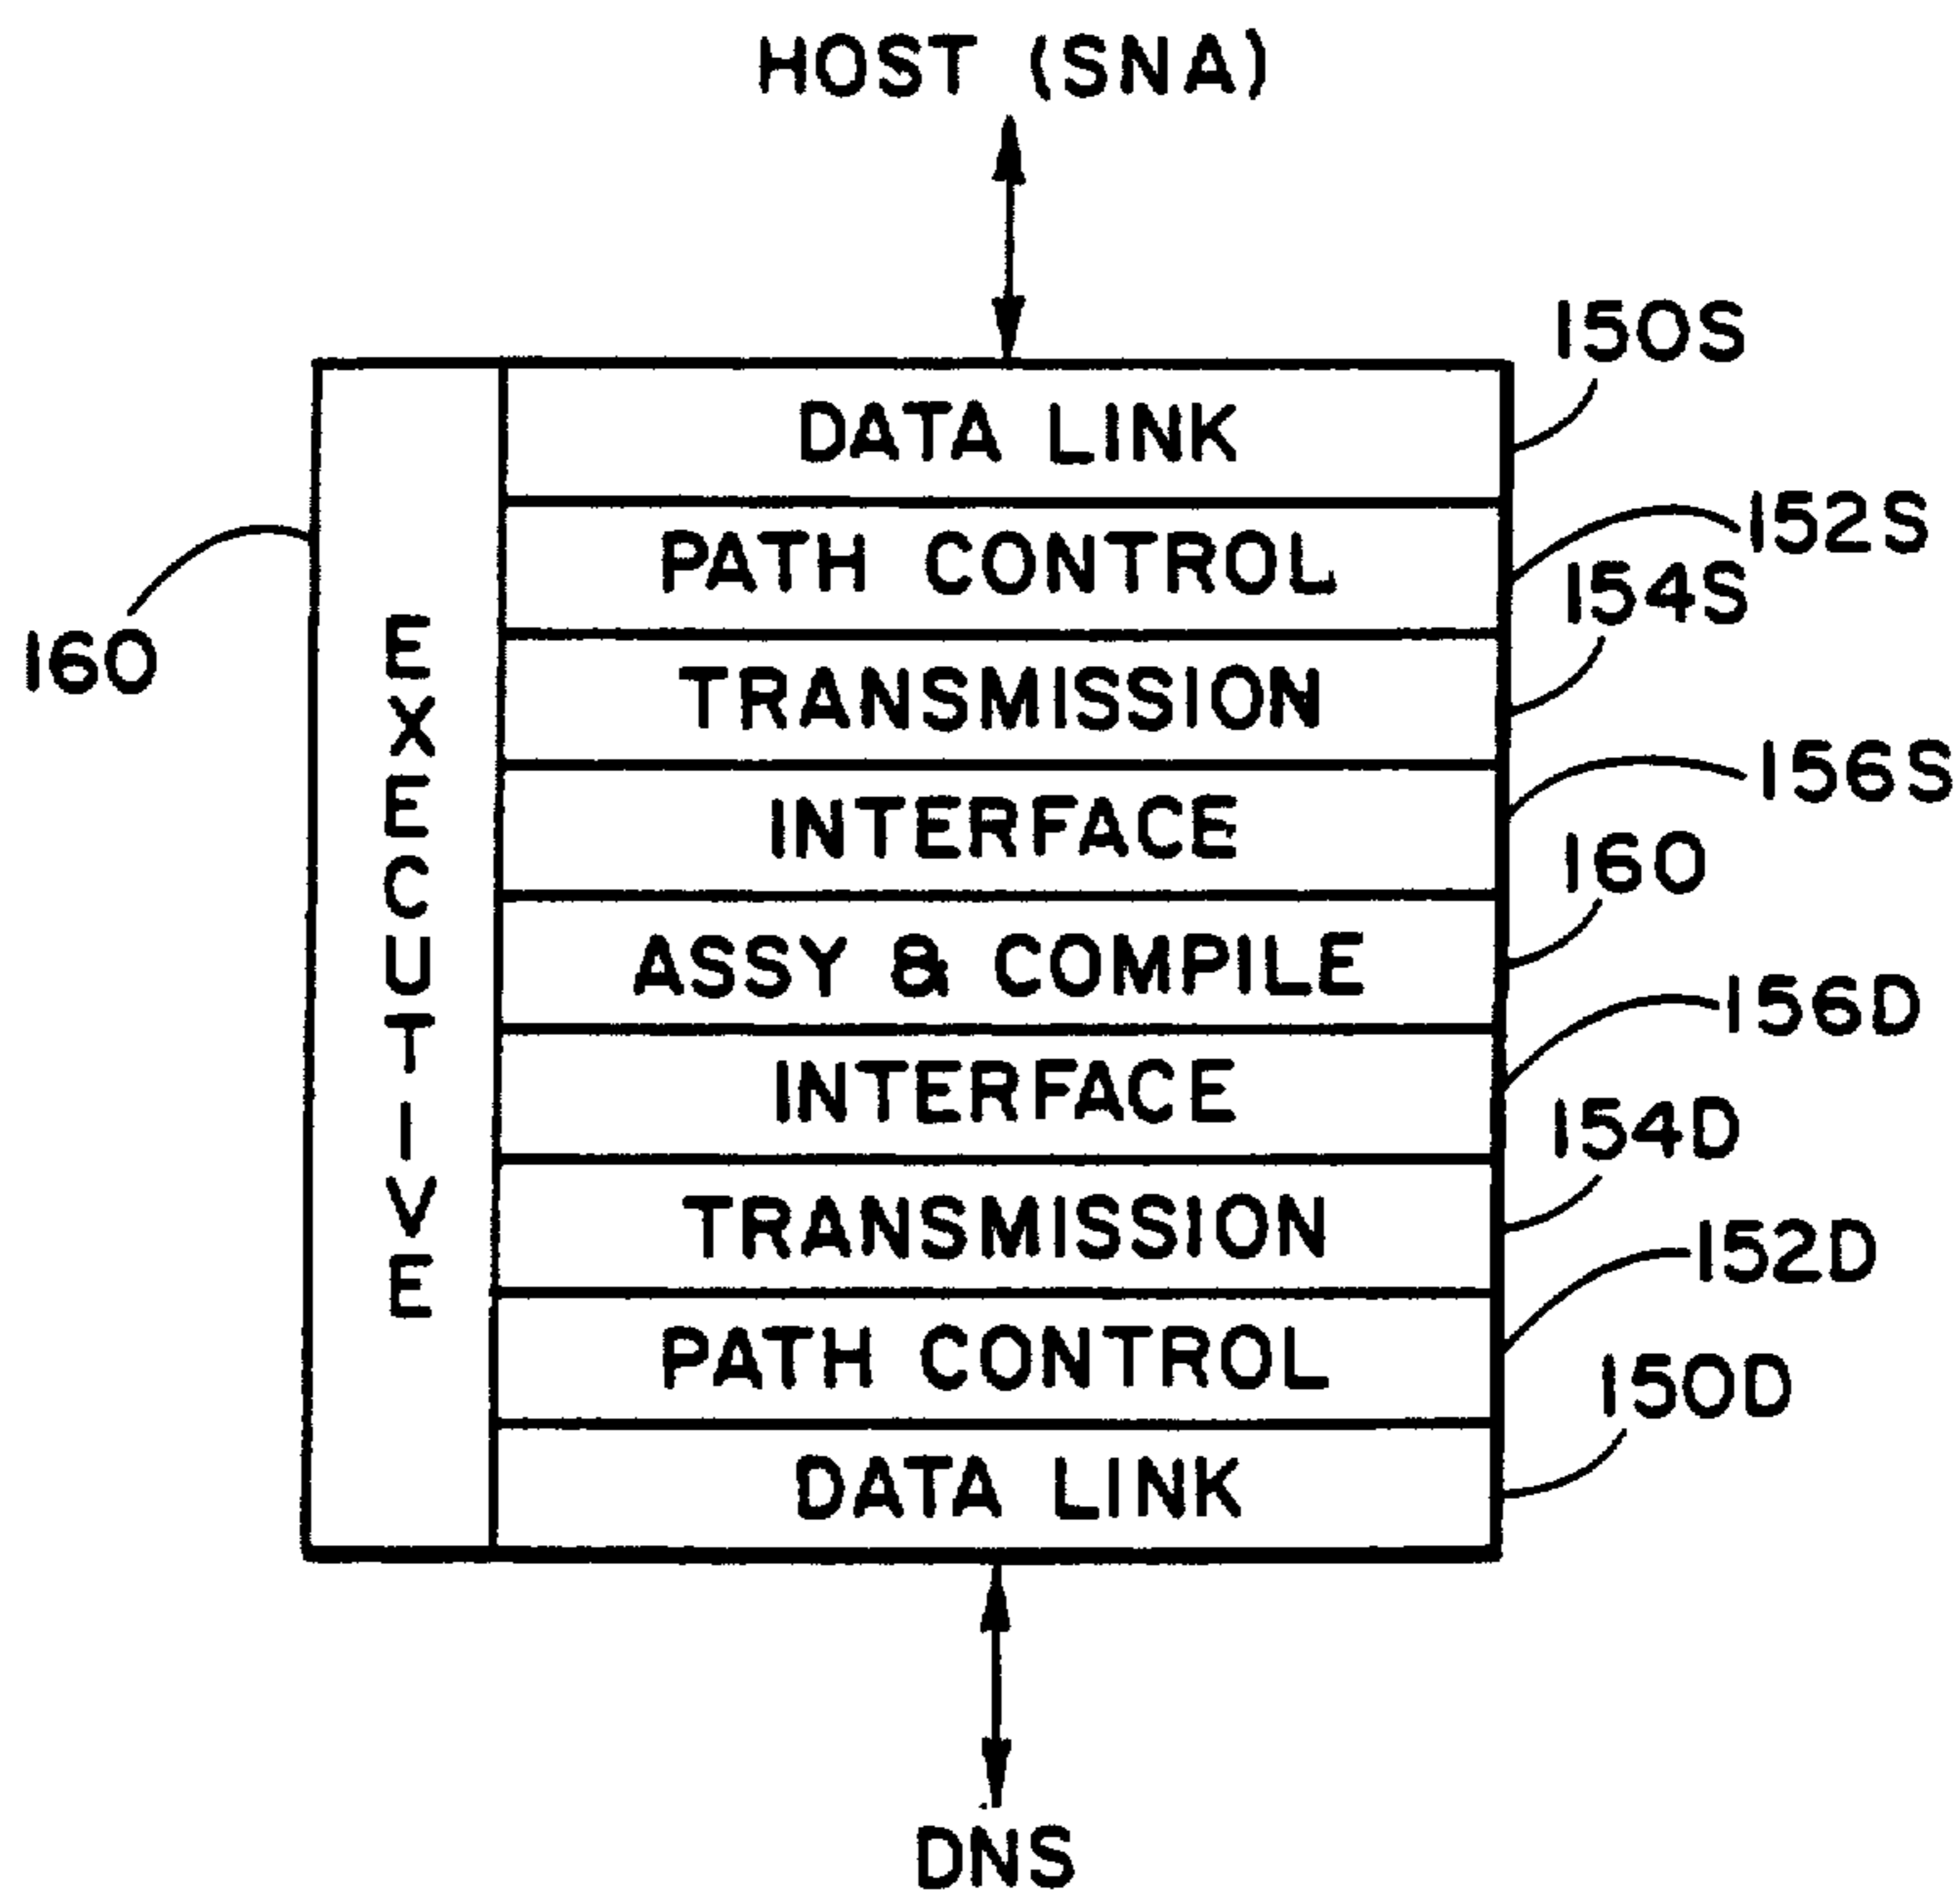 HOST (SNA)
150S
DATA LINK
152S
PATH CONTROL
154S
160
EXECUTIVE
TRANSMISSION
156S
INTERFACE
160
ASSY & COMPILE
156D
INTERFACE
154D
TRANSMISSION
152D
PATH CONTROL
150D
DATA LINK
DNS